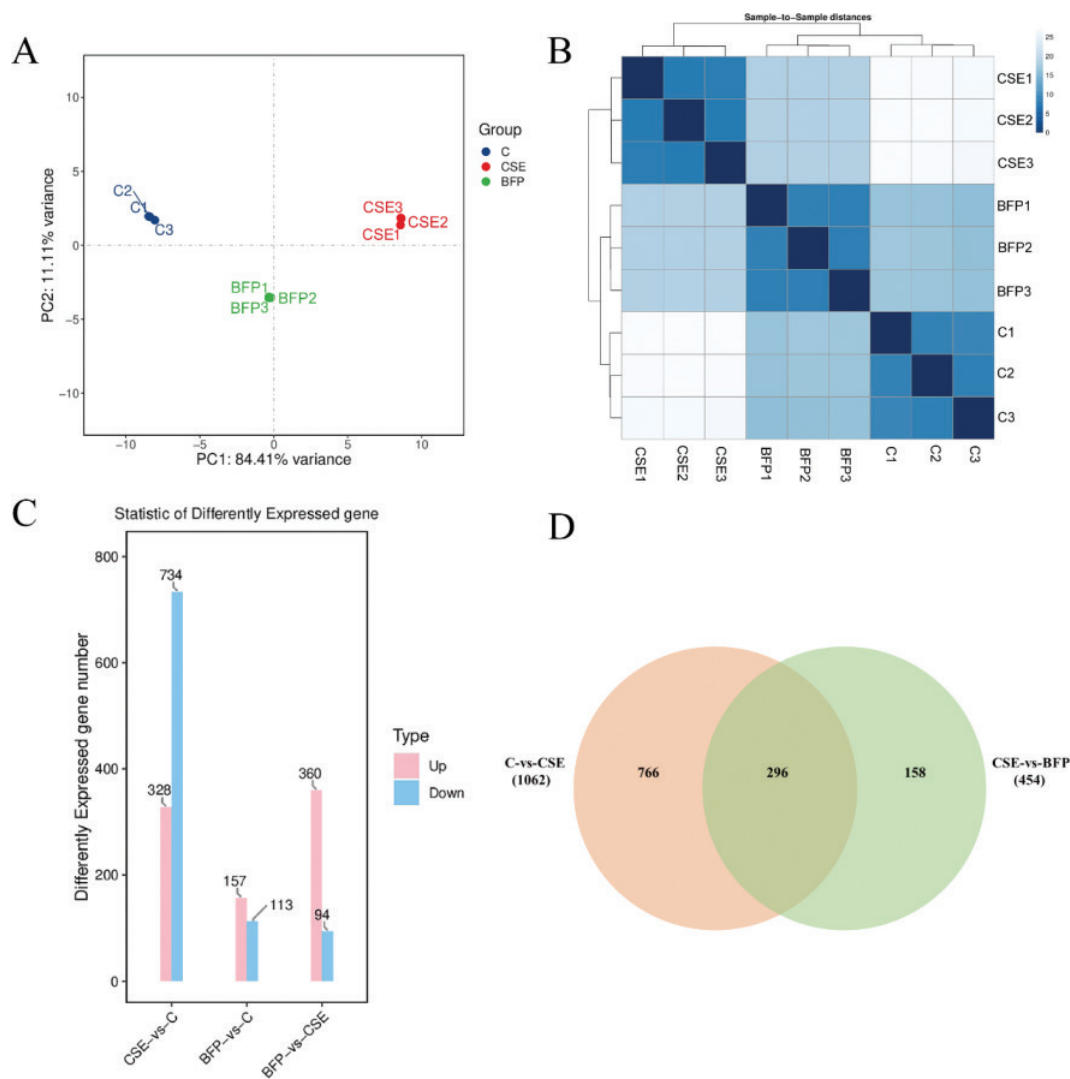 A
10
5
0
−5
−10
−10
−5
0
5
10
PC2: 11.11% variance
PC1: 84.41% variance
C2
C1
C3
CSE3
CSE2
CSE1
BFP1
BFP2
BFP3
Group
C
CSE
BFP
B
Sample−to−Sample distances
25
20
15
10
5
0
CSE1
CSE2
CSE3
BFP1
BFP2
BFP3
C1
C2
C3
CSE1
CSE2
CSE3
BFP1
BFP2
BFP3
C1
C2
C3
C
Statistic of Differently Expressed gene
Differently Expressed gene number
800
600
400
200
0
734
328
157
113
360
94
CSE−vs−C
BFP−vs−C
BFP−vs−CSE
Type
Up
Down
D
C-vs-CSE
(1062)
766
296
158
CSE-vs-BFP
(454)